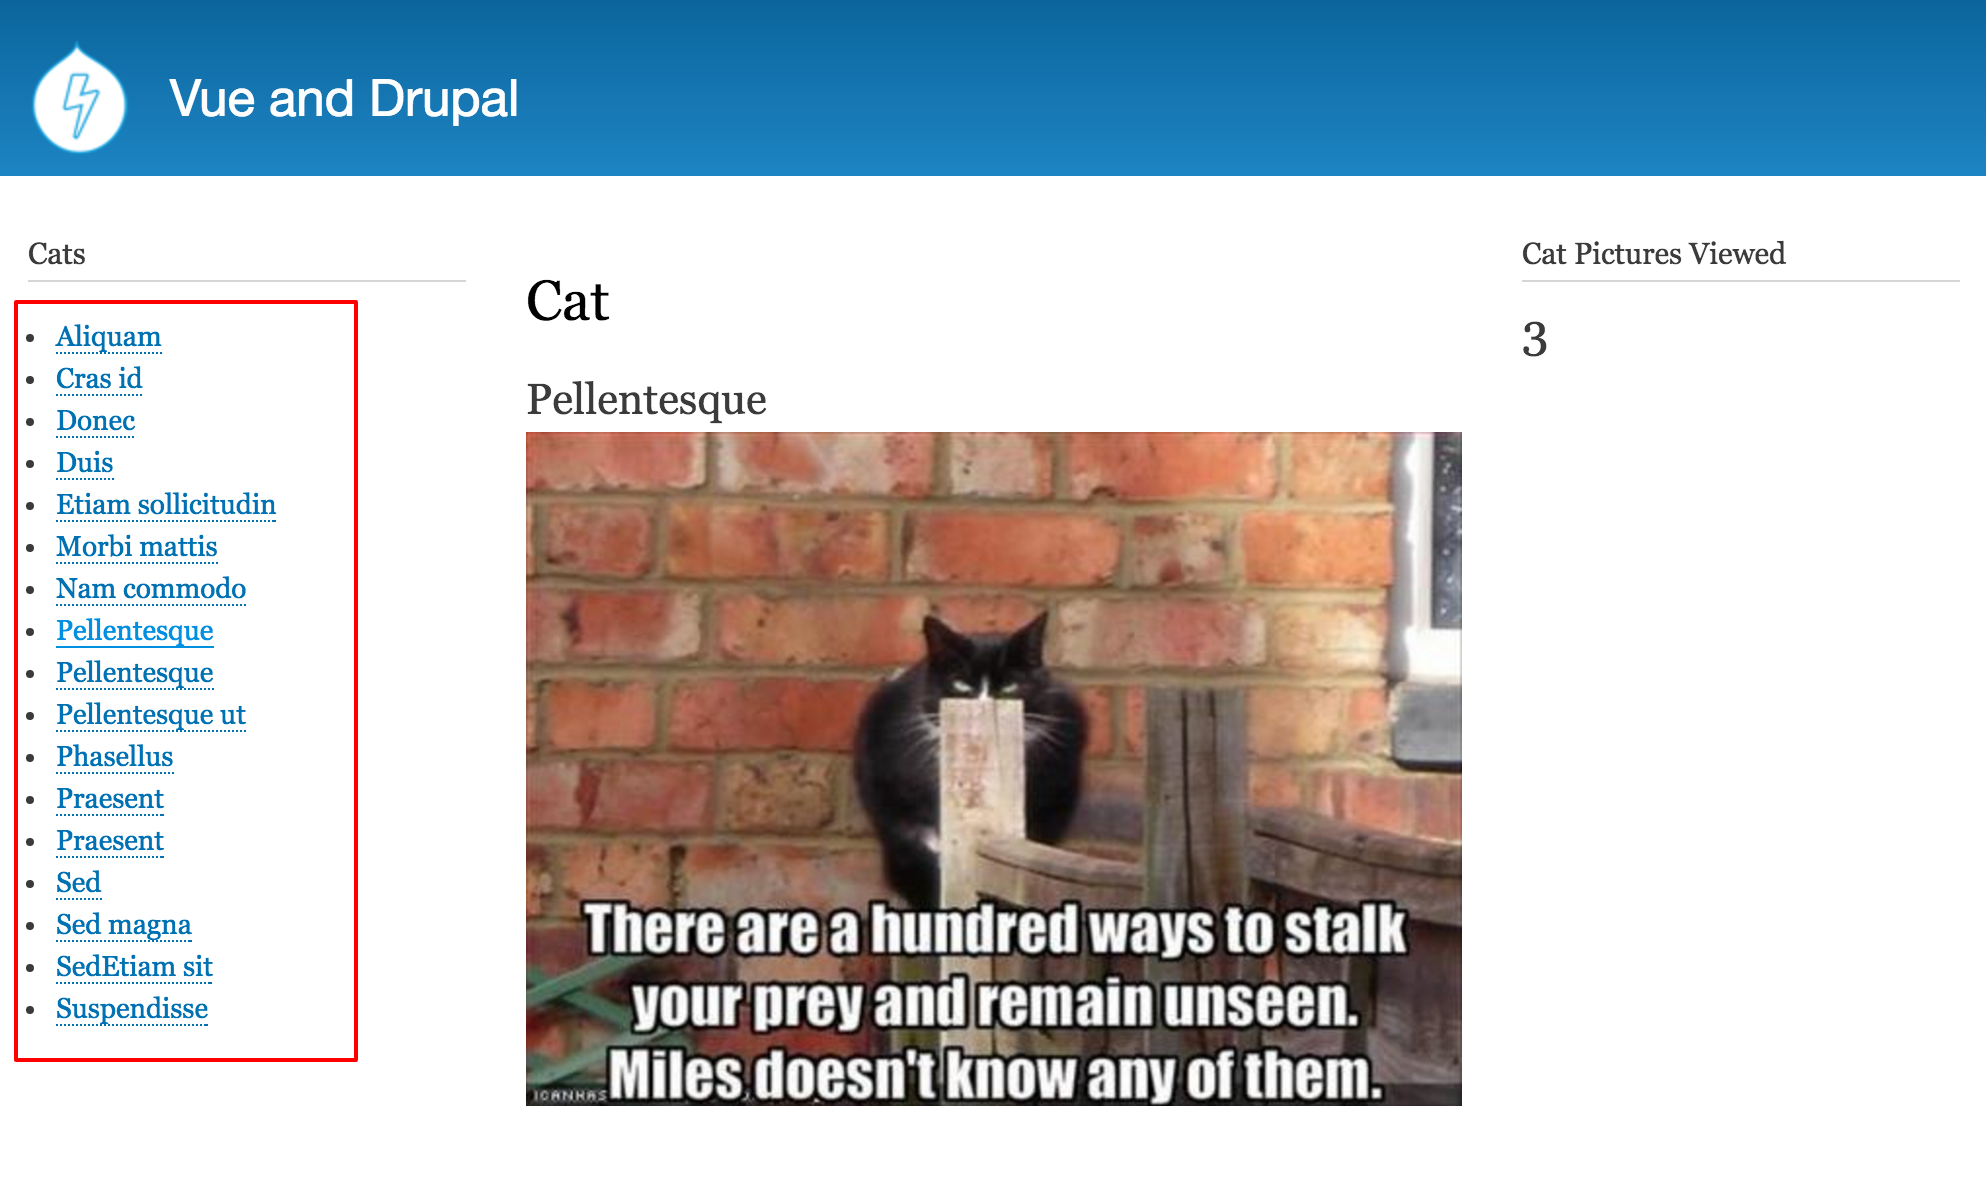 Vue and Drupal
Cats
Aliquam
Cras id
Donec
Duis
Etiam sollicitudin
Morbi mattis
Nam commodo
Pellentesque
Pellentesque
Pellentesque ut
Phasellus
Praesent
Praesent
Sed
Sed magna
SedEtiam sit
Suspendisse
Cat
Pellentesque
There are a hundred ways to stalk
your prey and remain unseen.
Miles doesn't know any of them.
Cat Pictures Viewed
3